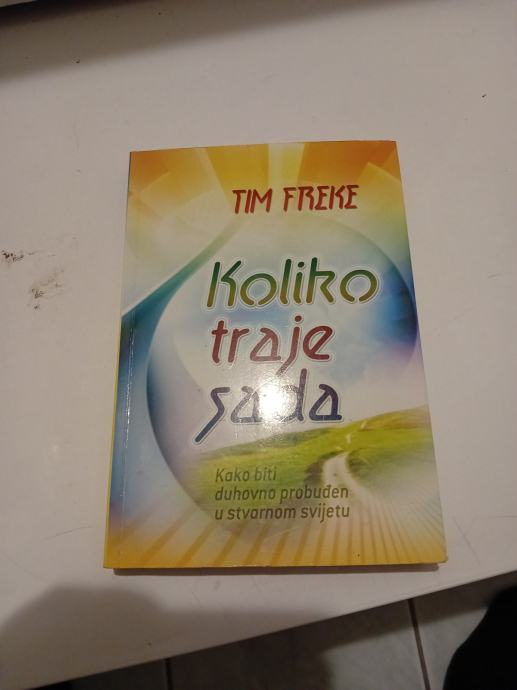 TIM FREKE
Koliko
traje
sada
Kako biti
duhovno probuđen
u stvarnom svijetu